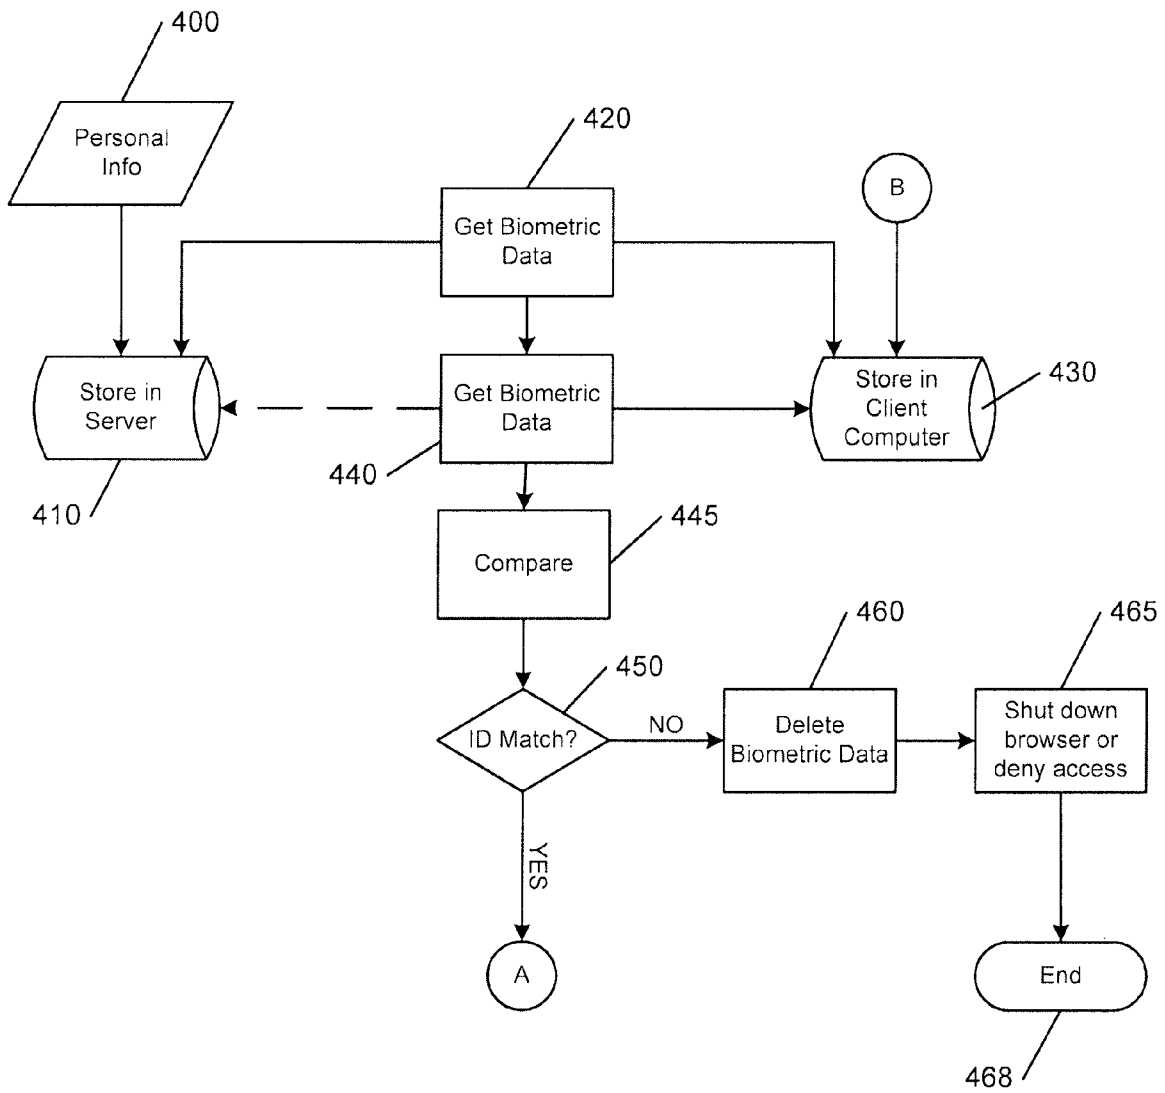 400
Personal
Info
420
Get Biometric
Data
B
Store in
Server
410
Get Biometric
Data
440
Store in
Client
Computer
430
Compare
445
ID Match?
450
NO
Delete
Biometric Data
460
Shut down
browser or
deny access
465
YES
A
End
468